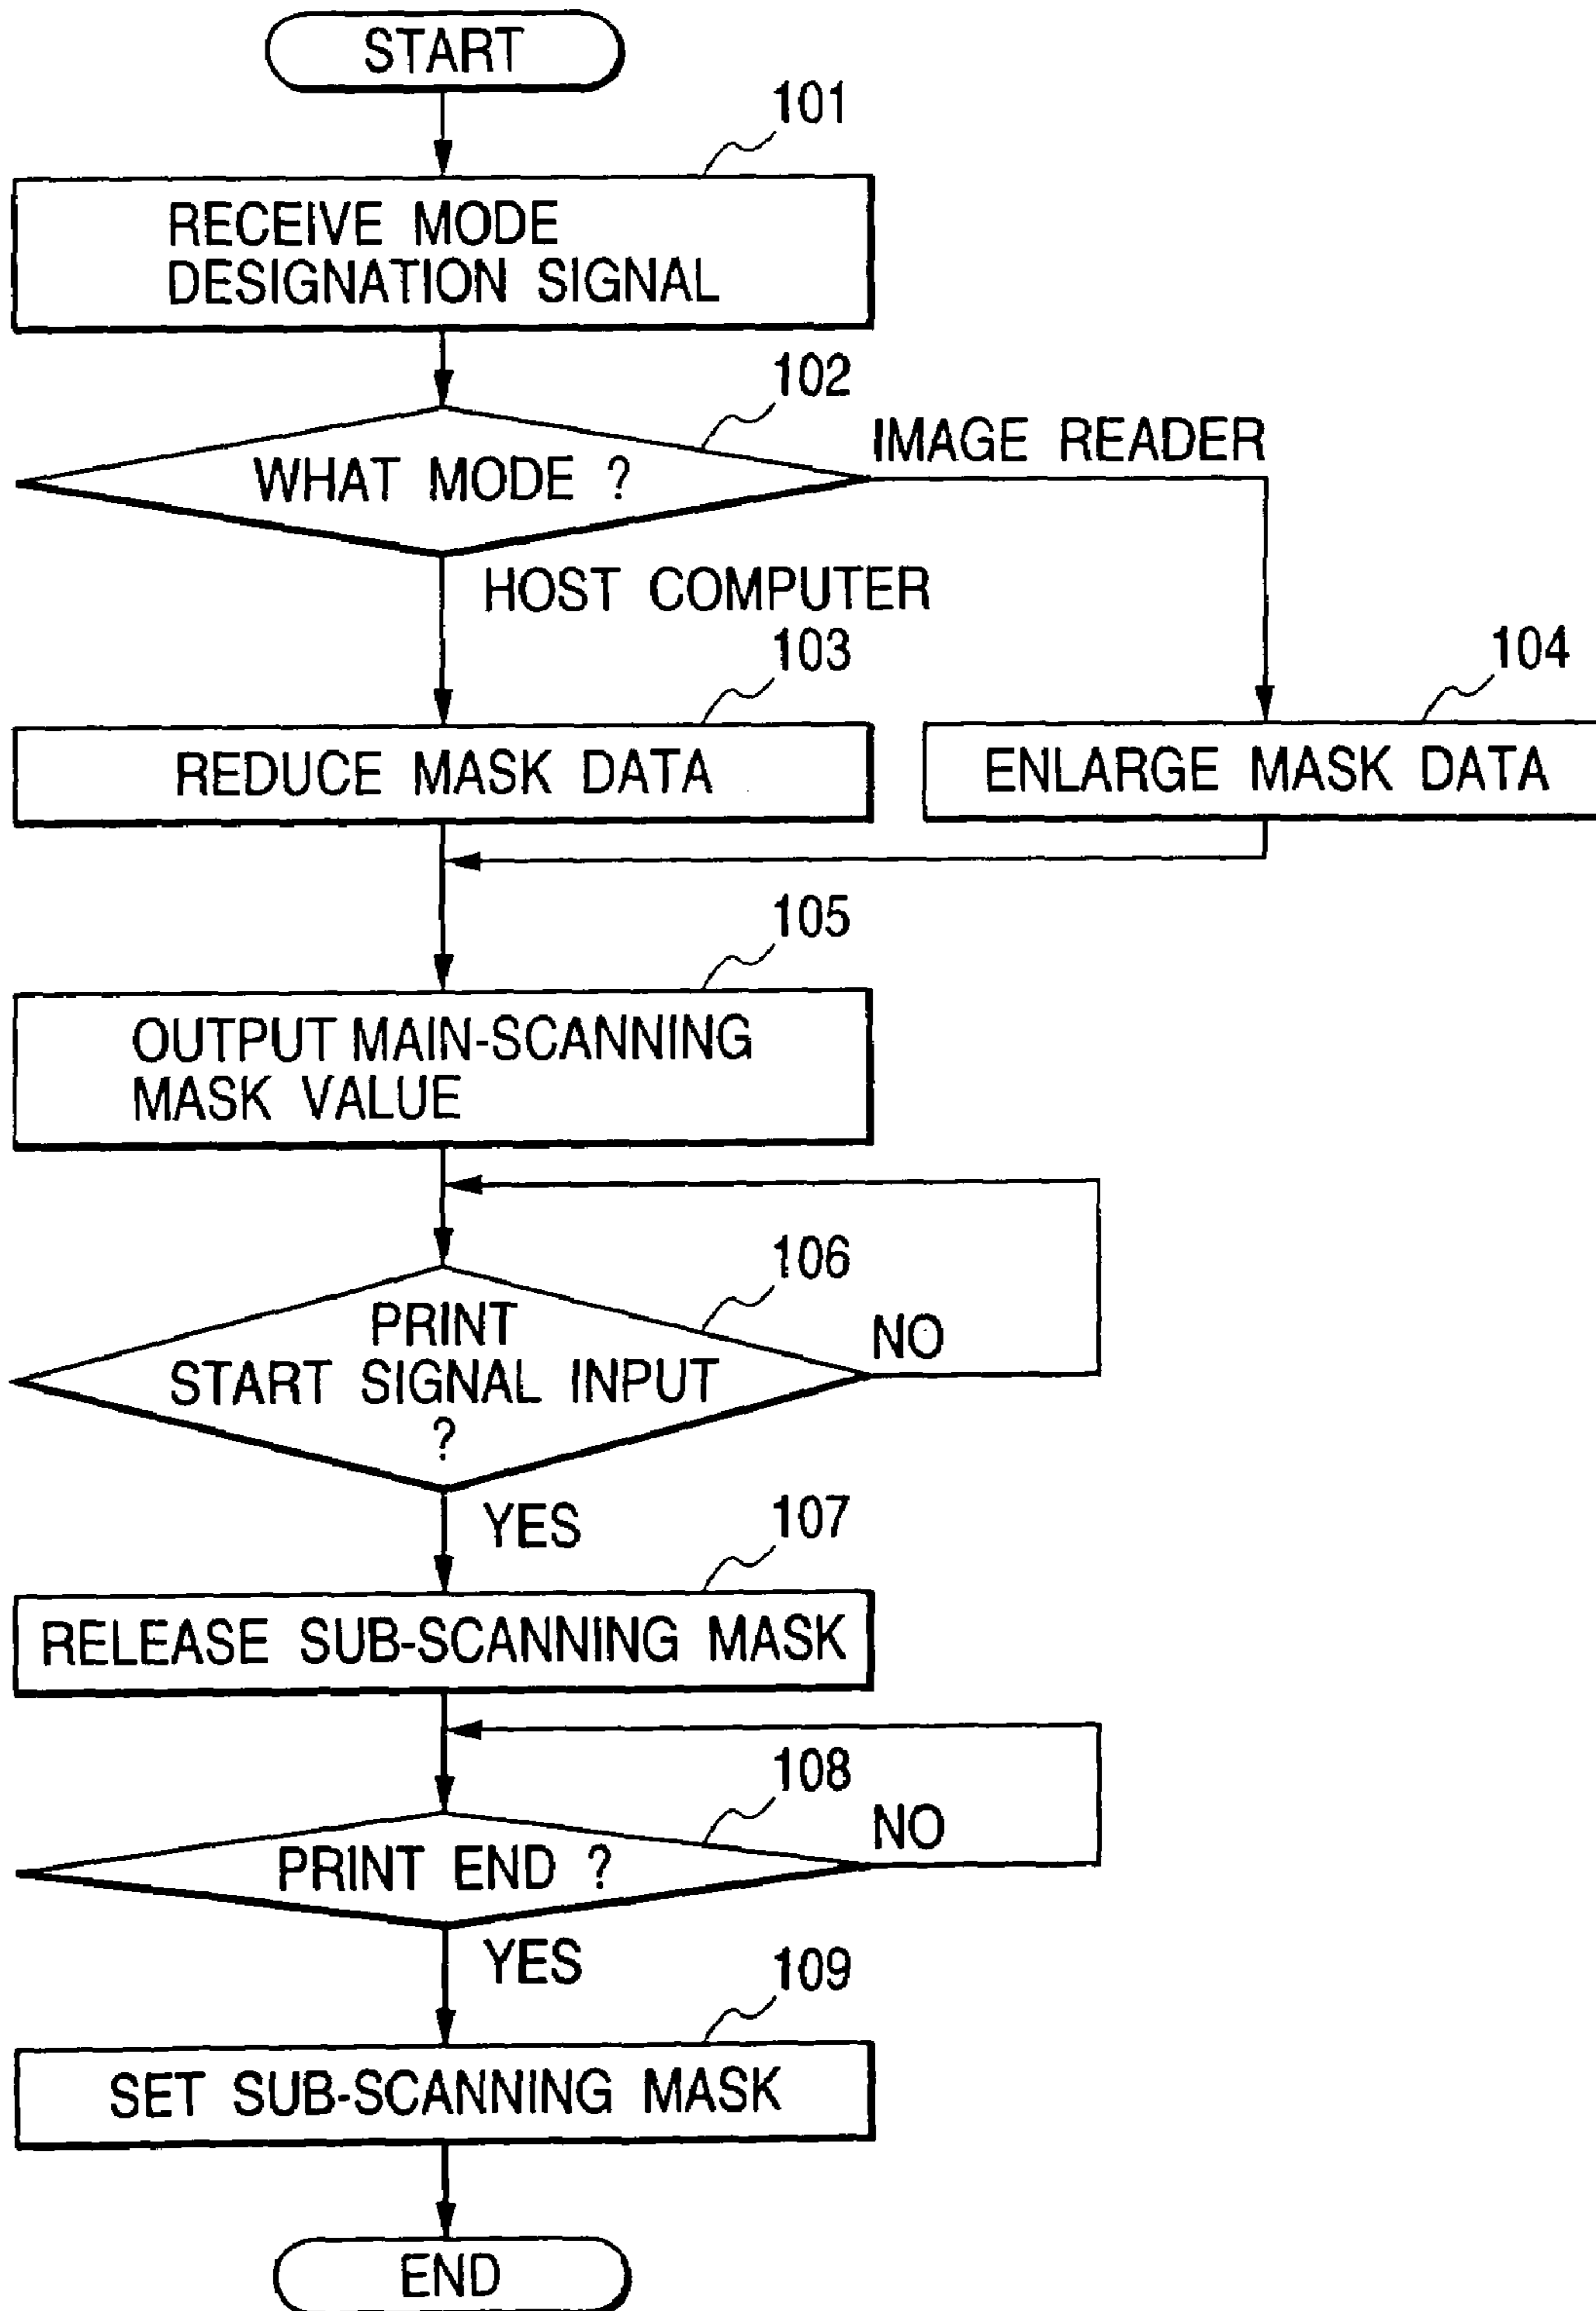 START
101
RECEIVE MODE
DESIGNATION SIGNAL
102
WHAT MODE ?
IMAGE READER
HOST COMPUTER
103
REDUCE MASK DATA
104
ENLARGE MASK DATA
105
OUTPUT MAIN-SCANNING
MASK VALUE
106
PRINT
START SIGNAL INPUT
?
NO
YES
107
RELEASE SUB-SCANNING MASK
108
PRINT END ?
NO
YES
109
SET SUB-SCANNING MASK
END